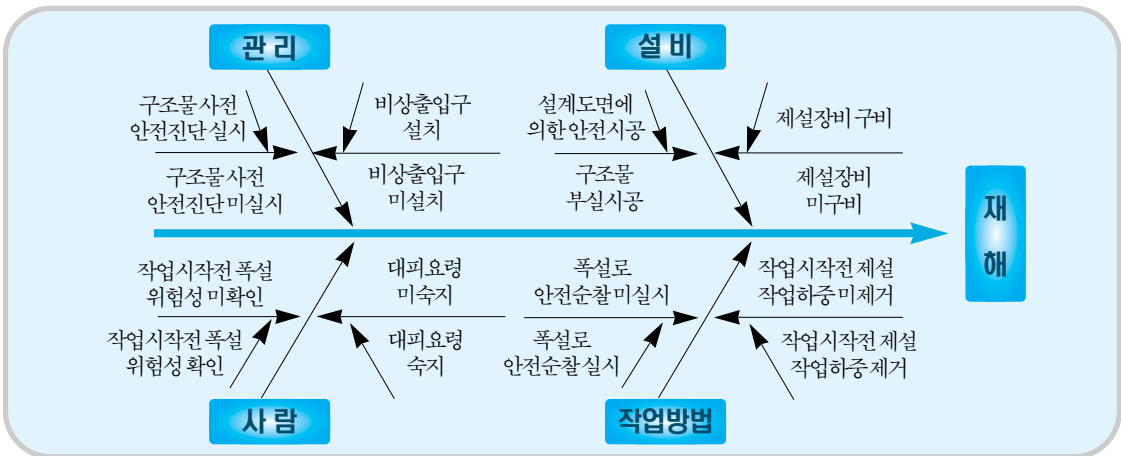 관 리
설 비
구조물 사전
안전진단 실시
비상출입구
설치
설계도면에
의한 안전시공
제설장비 구비
구조물 사전
안전진단 미실시
비상출입구
미설치
구조물
부실시공
제설장비
미구비
재
해
작업시작전 폭설
위험성 미확인
대피요령
미숙지
폭설로
안전순찰 미실시
작업시작전 제설
작업하중 미제거
작업시작전 폭설
위험성 확인
대피요령
숙지
폭설로
안전순찰 실시
작업시작전 제설
작업하중 제거
사 람
작업방법